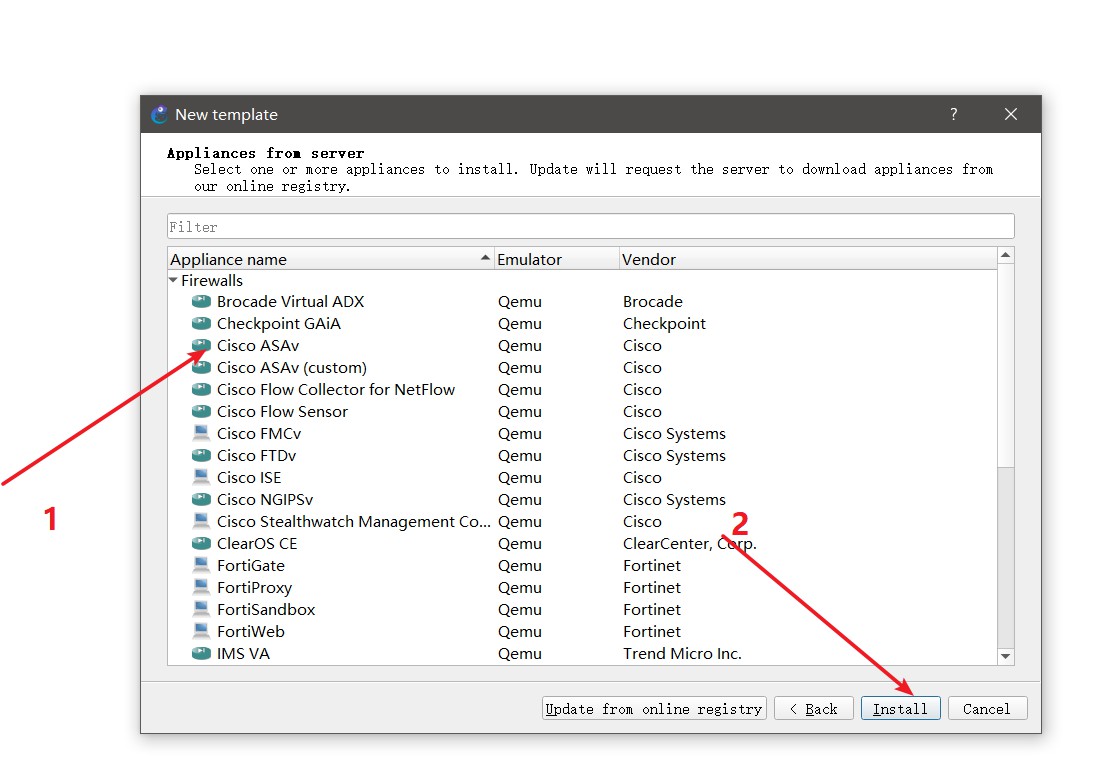 New template
?
Appliances from server
Select one or more appliances to install. Update will request the server to download appliances from
our online registry.
Filter
Appliance name Emulator Vendor
Firewalls
Brocade Virtual ADX Qemu Brocade
Checkpoint GAiA Qemu Checkpoint
Cisco ASAv Qemu Cisco
Cisco ASAv (custom) Qemu Cisco
Cisco Flow Collector for NetFlow Qemu Cisco
Cisco Flow Sensor Qemu Cisco
Cisco FMCv Qemu Cisco Systems
Cisco FTDv Qemu Cisco Systems
Cisco ISE Qemu Cisco
Cisco NGIPSv Qemu Cisco Systems
1
Cisco Stealthwatch Management Co... Qemu Cisco
2
ClearOS CE Qemu ClearCenter, Corp.
FortiGate Qemu Fortinet
FortiProxy Qemu Fortinet
FortiSandbox Qemu Fortinet
FortiWeb Qemu Fortinet
IMS VA Qemu Trend Micro Inc.
Update from online registry < Back Install Cancel